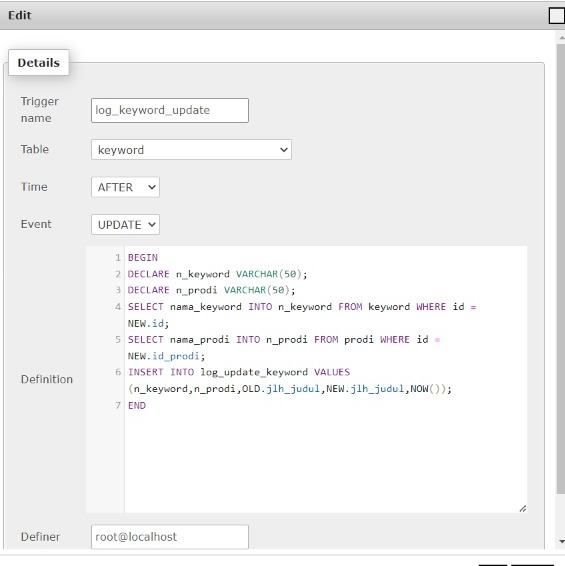 Edit
Details
Trigger
name
log_keyword_update
Table
keyword
Time
AFTER
Event
UPDATE
Definition
1 BEGIN
2 DECLARE n_keyword VARCHAR(50);
3 DECLARE n_prodi VARCHAR(50);
4 SELECT nama_keyword INTO n_keyword FROM keyword WHERE id =
NEW.id;
5 SELECT nama_prodi INTO n_prodi FROM prodi WHERE id =
NEW.id_prodi;
6 INSERT INTO log_update_keyword VALUES
(n_keyword,n_prodi,OLD.jlh_judul,NEW.jlh_judul,NOW());
7 END
Definer
root@localhost